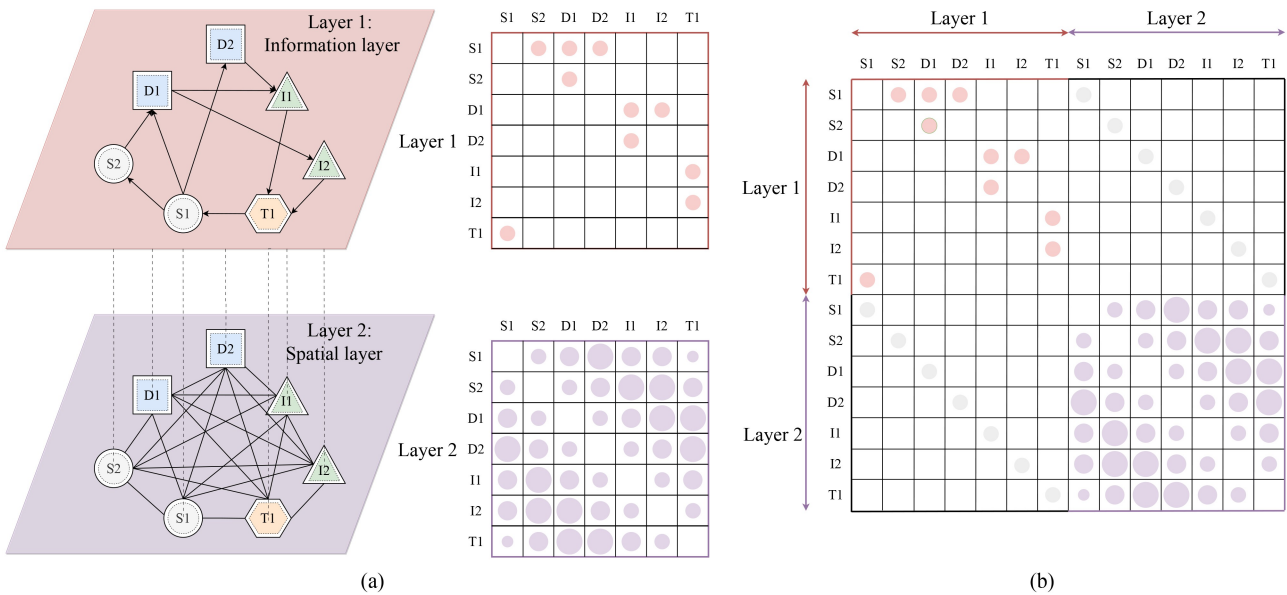 Layer 1:
Information layer
D2
D1
I1
S2
I2
S1
T1
S1 S2 D1 D2 I1 I2 T1
S1
S2
D1
Layer 1
D2
I1
I2
T1
Layer 2:
Spatial layer
D2
D1
I1
S2
I2
S1
T1
S1 S2 D1 D2 I1 I2 T1
S1
S2
D1
Layer 2
D2
I1
I2
T1
(a)
Layer 1 Layer 2
S1 S2 D1 D2 I1 I2 T1 S1 S2 D1 D2 I1 I2 T1
S1
S2
D1
Layer 1
D2
I1
I2
T1
S1
S2
D1
D2
Layer 2
I1
I2
T1
(b)